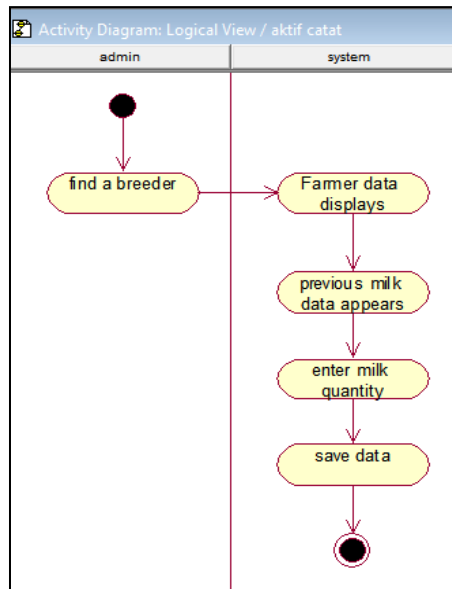 Activity Diagram: Logical View / aktif catat
admin
system
find a breeder
Farmer data
displays
previous milk
data appears
enter milk
quantity
save data